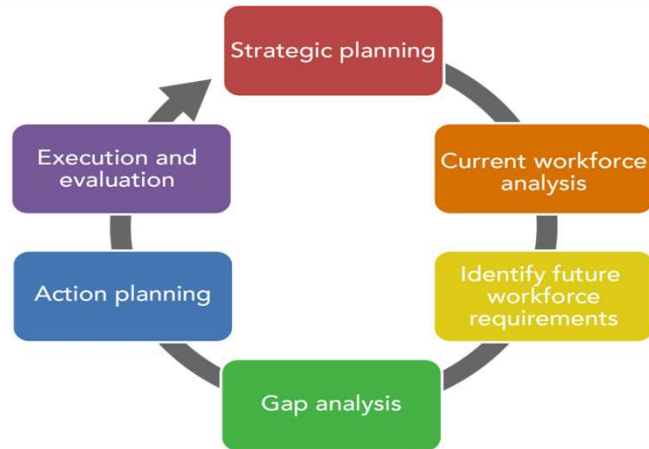 Strategic planning
Current workforce
analysis
Identify future
workforce
requirements
Gap analysis
Action planning
Execution and
evaluation